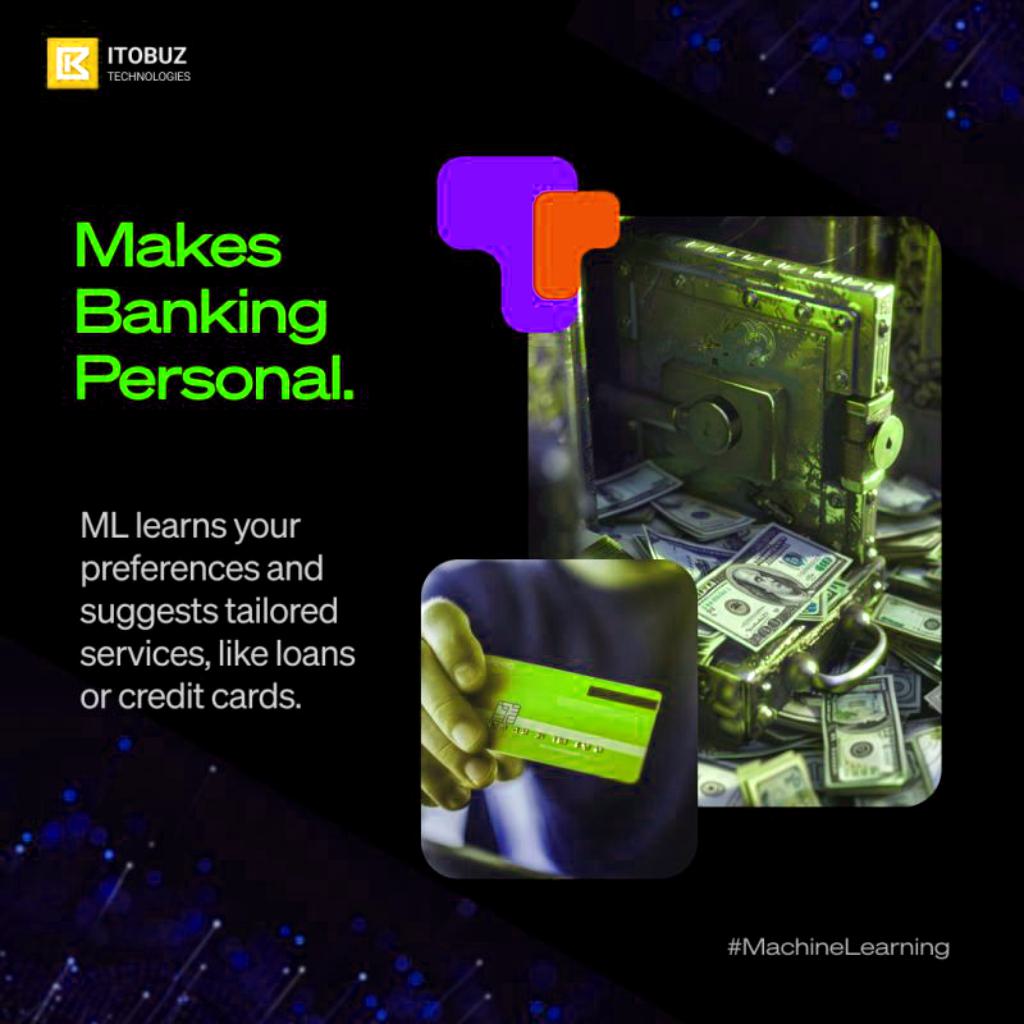 ITOBUZ
TECHNOLOGIES
Makes
Banking
Personal.
ML learns your
preferences and
suggests tailored
services, like loans
or credit cards.
#MachineLearning